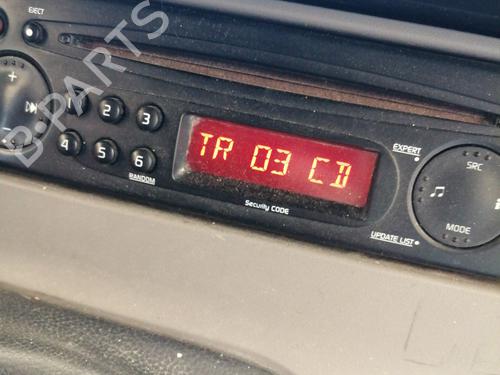 EJECT
+
-
1 2 3
4 5 6
RANDOM
TR 03 CD
Security CODE
EXPERT
SRC
MODE
UPDATE LIST
B-PARTS